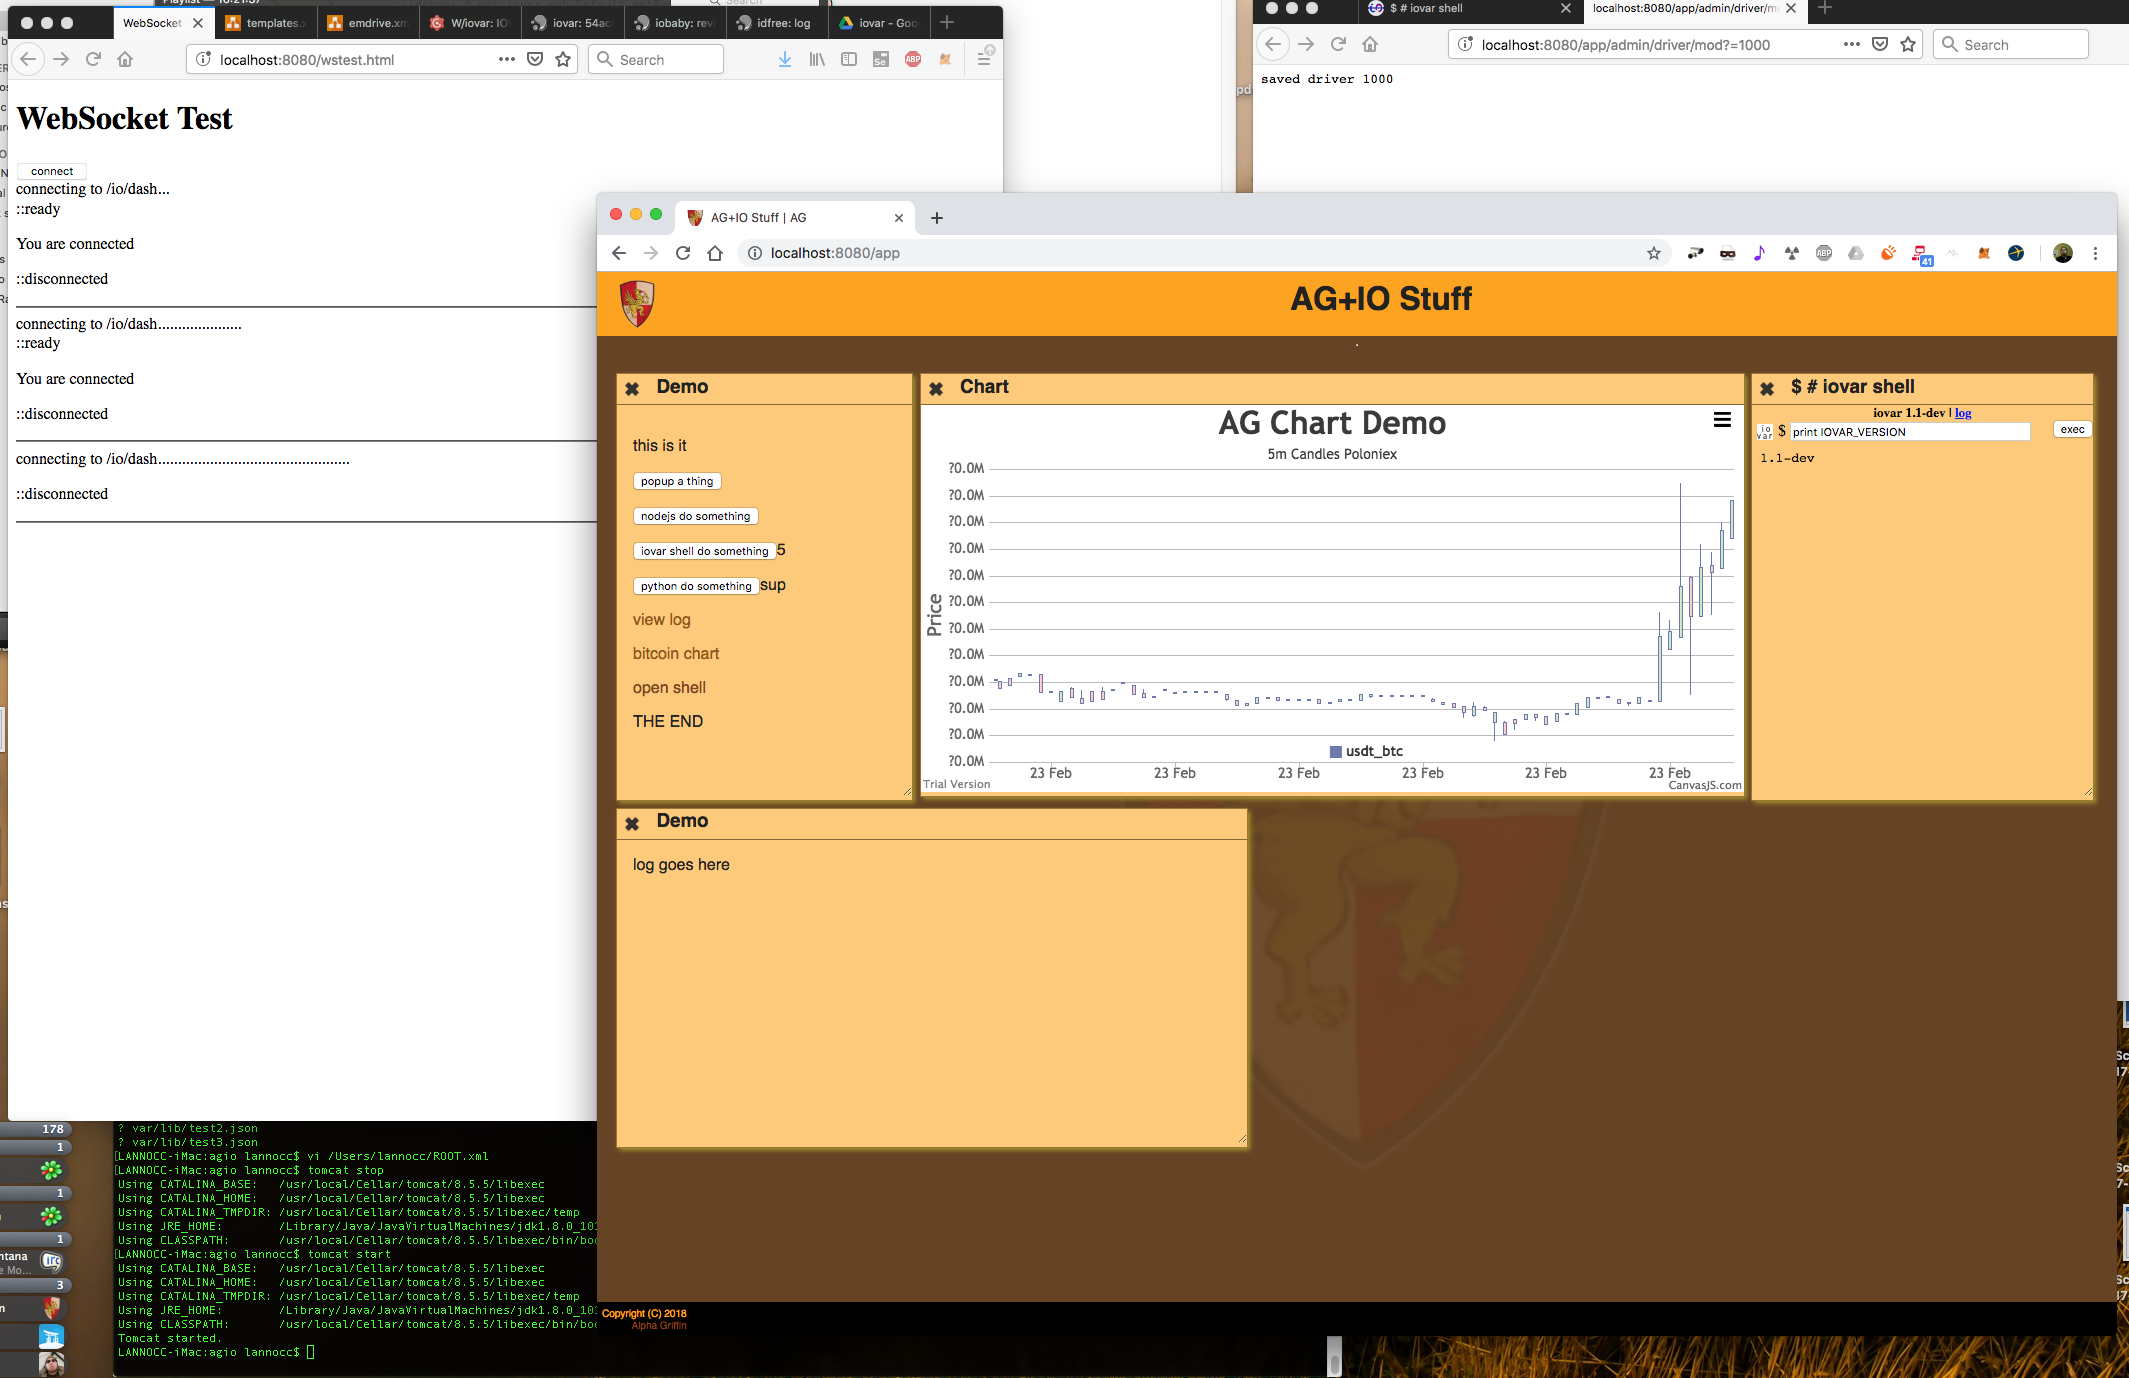 WebSocket T
templates.x
emdrive.xm
W/iovar: IO
iovar: 54ac
iobaby: revi
idfree: log
iovar - Goo
localhost:8080/wstest.html
Search
WebSocket Test
connect
connecting to /io/dash...
::ready
You are connected
::disconnected
connecting to /io/dash.....................
::ready
You are connected
::disconnected
connecting to /io/dash................................................
::disconnected
$ # iovar shell
localhost:8080/app/admin/driver/m
localhost:8080/app/admin/driver/mod?=1000
Search
saved driver 1000
AG+IO Stuff | AG
localhost:8080/app
ABP
41
AG+IO Stuff
.
Demo
this is it
popup a thing
nodejs do something
iovar shell do something 5
python do something sup
view log
bitcoin chart
open shell
THE END
Chart
AG Chart Demo
5m Candles Poloniex
Price
?0.0M
?0.0M
?0.0M
?0.0M
?0.0M
?0.0M
?0.0M
?0.0M
?0.0M
?0.0M
?0.0M
?0.0M
usdt_btc
23 Feb 23 Feb 23 Feb 23 Feb 23 Feb 23 Feb
Trial Version
CanvasJS.com
$ # iovar shell
iovar 1.1-dev | log
io var $ print IOVAR_VERSION exec
1.1-dev
Demo
log goes here
Copyright (C) 2018
Alpha Griffin
178
1
1
1
ntana
e Mo...
3
n
? var/lib/test2.json
? var/lib/test3.json
[LANNOCC-iMac:agio lannocc$ vi /Users/lannocc/ROOT.xml
[LANNOCC-iMac:agio lannocc$ tomcat stop
Using CATALINA_BASE: /usr/local/Cellar/tomcat/8.5.5/libexec
Using CATALINA_HOME: /usr/local/Cellar/tomcat/8.5.5/libexec
Using CATALINA_TMPDIR: /usr/local/Cellar/tomcat/8.5.5/libexec/temp
Using JRE_HOME: /Library/Java/JavaVirtualMachines/jdk1.8.0_10
Using CLASSPATH: /usr/local/Cellar/tomcat/8.5.5/libexec/bin/boo
[LANNOCC-iMac:agio lannocc$ tomcat start
Using CATALINA_BASE: /usr/local/Cellar/tomcat/8.5.5/libexec
Using CATALINA_HOME: /usr/local/Cellar/tomcat/8.5.5/libexec
Using CATALINA_TMPDIR: /usr/local/Cellar/tomcat/8.5.5/libexec/temp
Using JRE_HOME: /Library/Java/JavaVirtualMachines/jdk1.8.0_10
Using CLASSPATH: /usr/local/Cellar/tomcat/8.5.5/libexec/bin/boo
Tomcat started.
LANNOCC-iMac:agio lannocc$